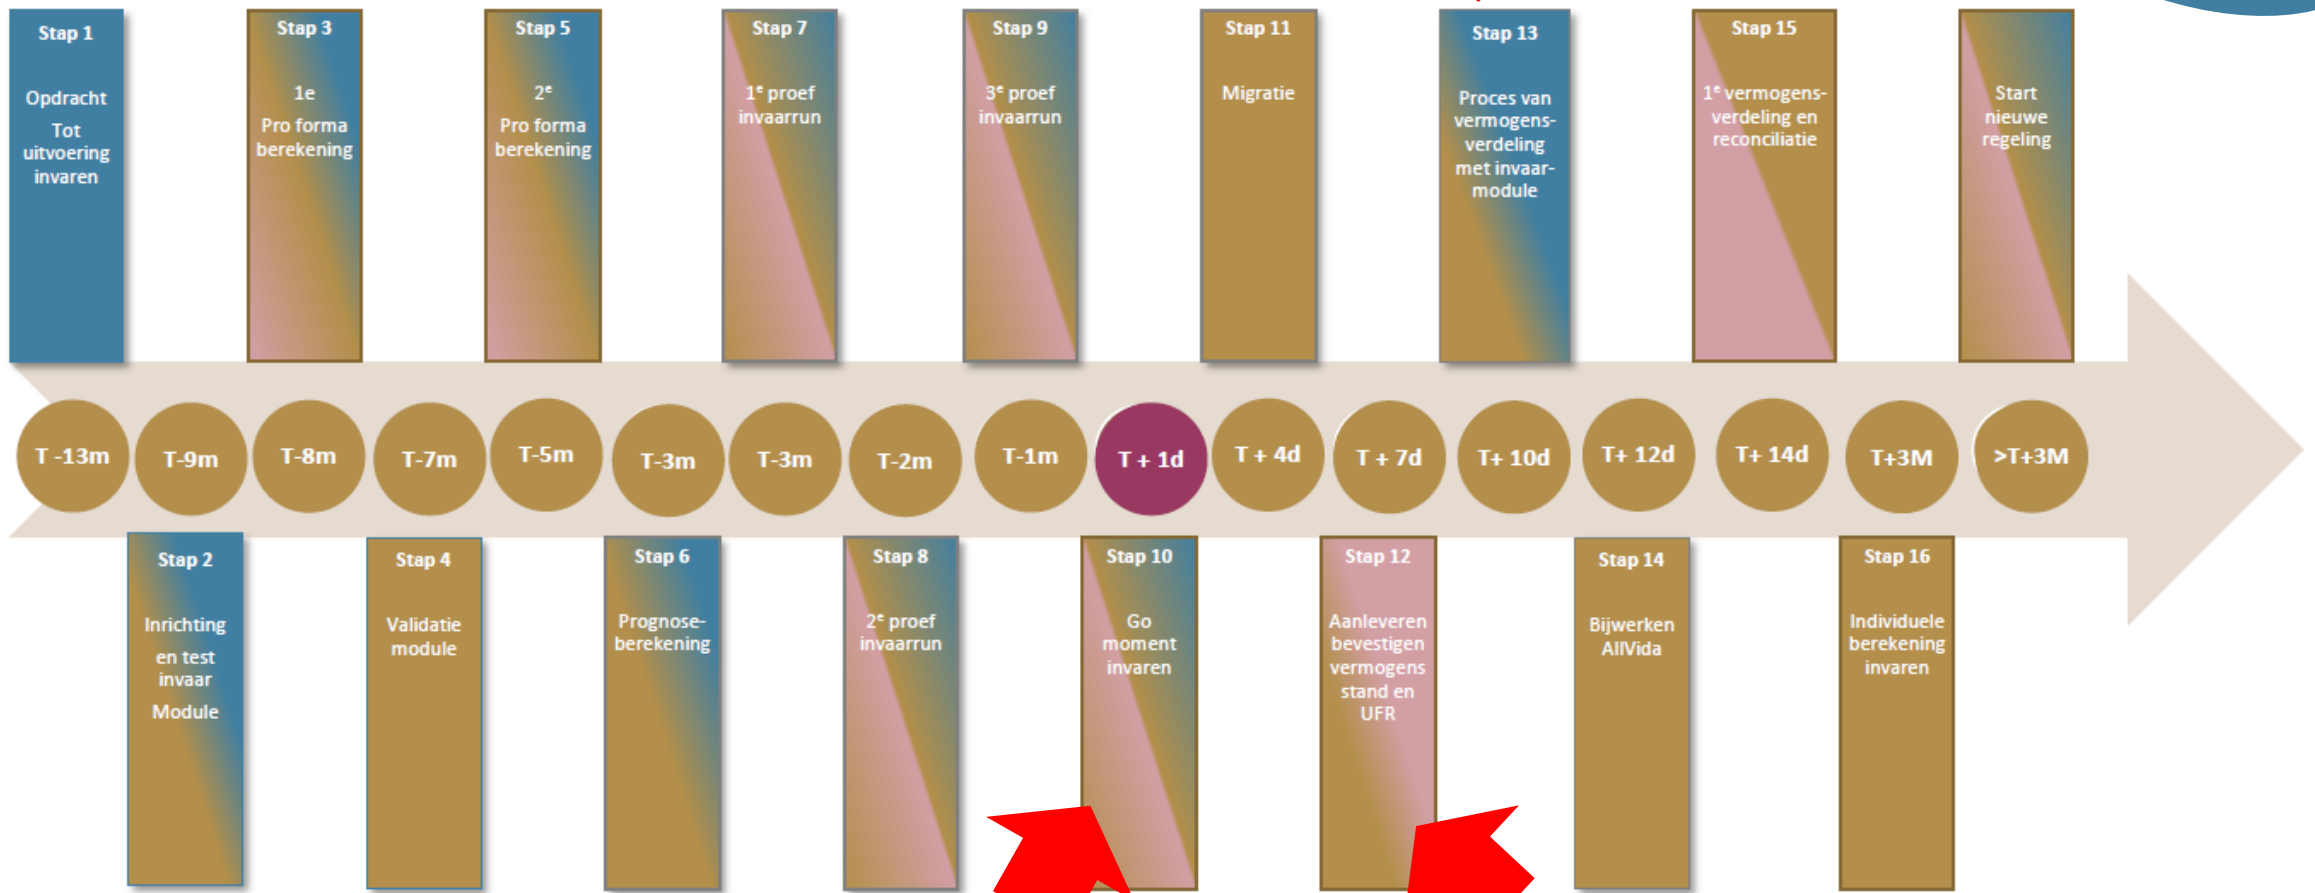 Stap 1
Opdracht
Tot
uitvoering
invaren
Stap 3
1e
Pro forma
berekening
Stap 5
2e
Pro forma
berekening
Stap 7
1e proef
invaarrun
Stap 9
3e proef
invaarrun
Stap 11
Migratie
Stap 13
Proces van
vermogens-
verdeling
met invaar-
module
Stap 15
1e vermogens-
verdeling en
reconciliatie
Start
nieuwe
regeling
T -13m
T-9m
T-8m
T-7m
T-5m
T-3m
T-3m
T-2m
T-1m
T + 1d
T + 4d
T + 7d
T+ 10d
T+ 12d
T+ 14d
T+3M
>T+3M
Stap 2
Inrichting
en test
invaar
Module
Stap 4
Validatie
module
Stap 6
Prognose-
berekening
Stap 8
2e proef
invaarrun
Stap 10
Go
moment
invaren
Stap 12
Aanleveren
bevestigen
vermogens
stand en
UFR
Stap 14
Bijwerken
AllVida
Stap 16
Individuele
berekening
invaren